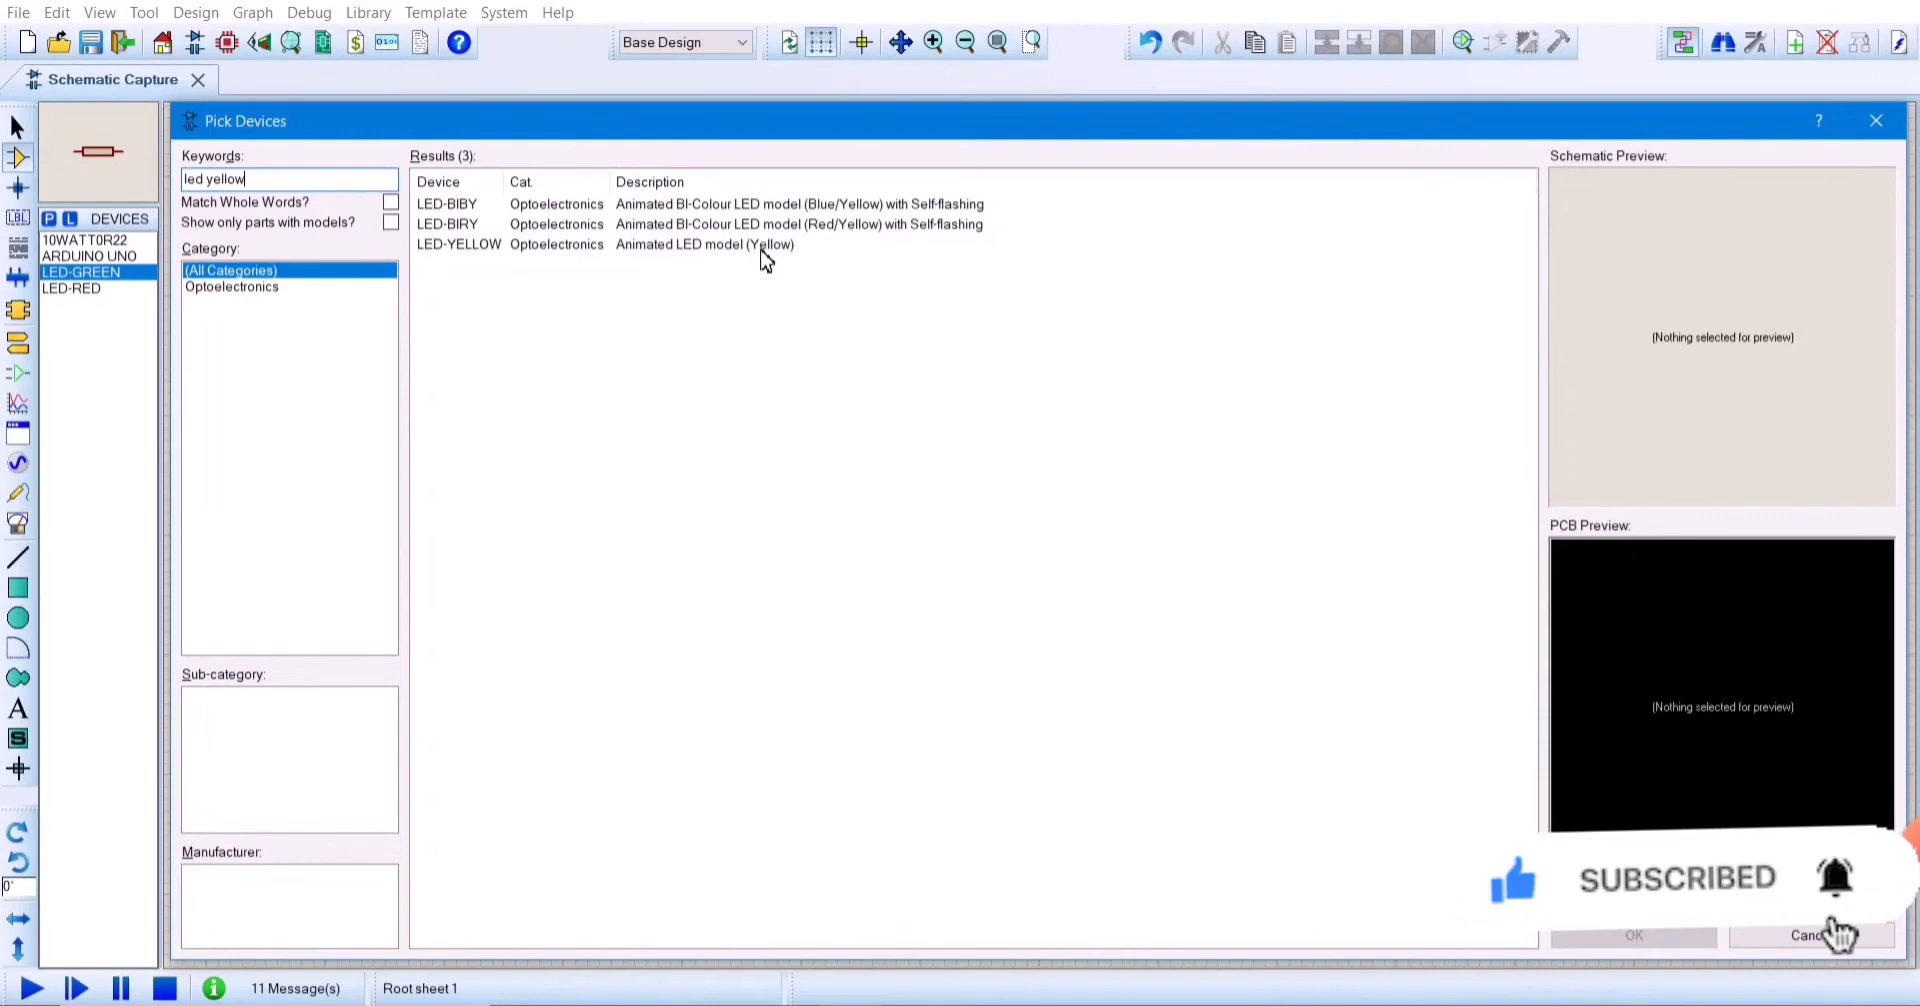 File Edit View Tool Design Graph Debug Library Template System Help
Base Design
Schematic Capture
Pick Devices
Keywords:
led yellow
Match Whole Words?
Show only parts with models?
Category:
(All Categories)
Optoelectronics
Sub-category:
Manufacturer:
P L DEVICES
10WATT0R22
ARDUINO UNO
LED-GREEN
LED-RED
LBL
A
S
0°
Results (3):
Device Cat. Description
LED-BIBY Optoelectronics Animated BI-Colour LED model (Blue/Yellow) with Self-flashing
LED-BIRY Optoelectronics Animated BI-Colour LED model (Red/Yellow) with Self-flashing
LED-YELLOW Optoelectronics Animated LED model (Yellow)
Schematic Preview:
(Nothing selected for preview)
PCB Preview:
(Nothing selected for preview)
SUBSCRIBED
OK
11 Message(s) Root sheet 1